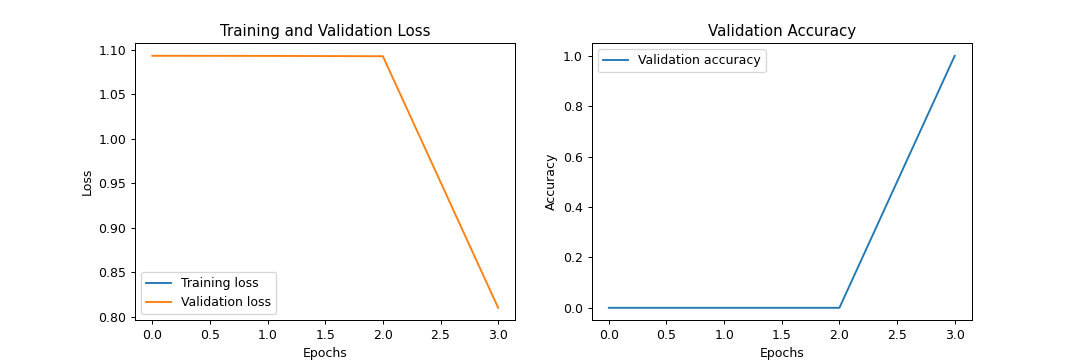 Training and Validation Loss
1.10
1.05
1.00
0.95
0.90
0.85
0.80
Loss
Training loss
Validation loss
0.0 0.5 1.0 1.5 2.0 2.5 3.0
Epochs
Validation Accuracy
Validation accuracy
1.0
0.8
0.6
0.4
0.2
0.0
Accuracy
0.0 0.5 1.0 1.5 2.0 2.5 3.0
Epochs